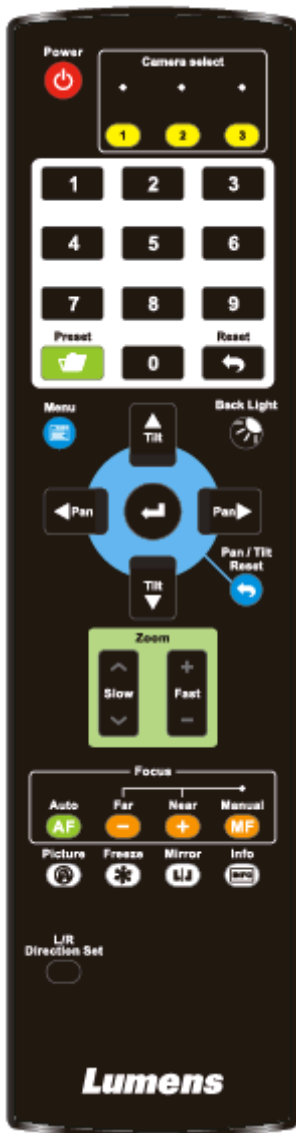 Power
Camera select
1 2 3
1 2 3
4 5 6
7 8 9
Preset Reset
0
Menu Back Light
Tilt
Pan Pan
Pan / Tilt
Reset
Tilt
Zoom
Slow Fast
Focus
Auto Far Near Manual
AF − + MF
Picture Freeze Mirror Info
INFO
L/R
Direction Set
Lumens